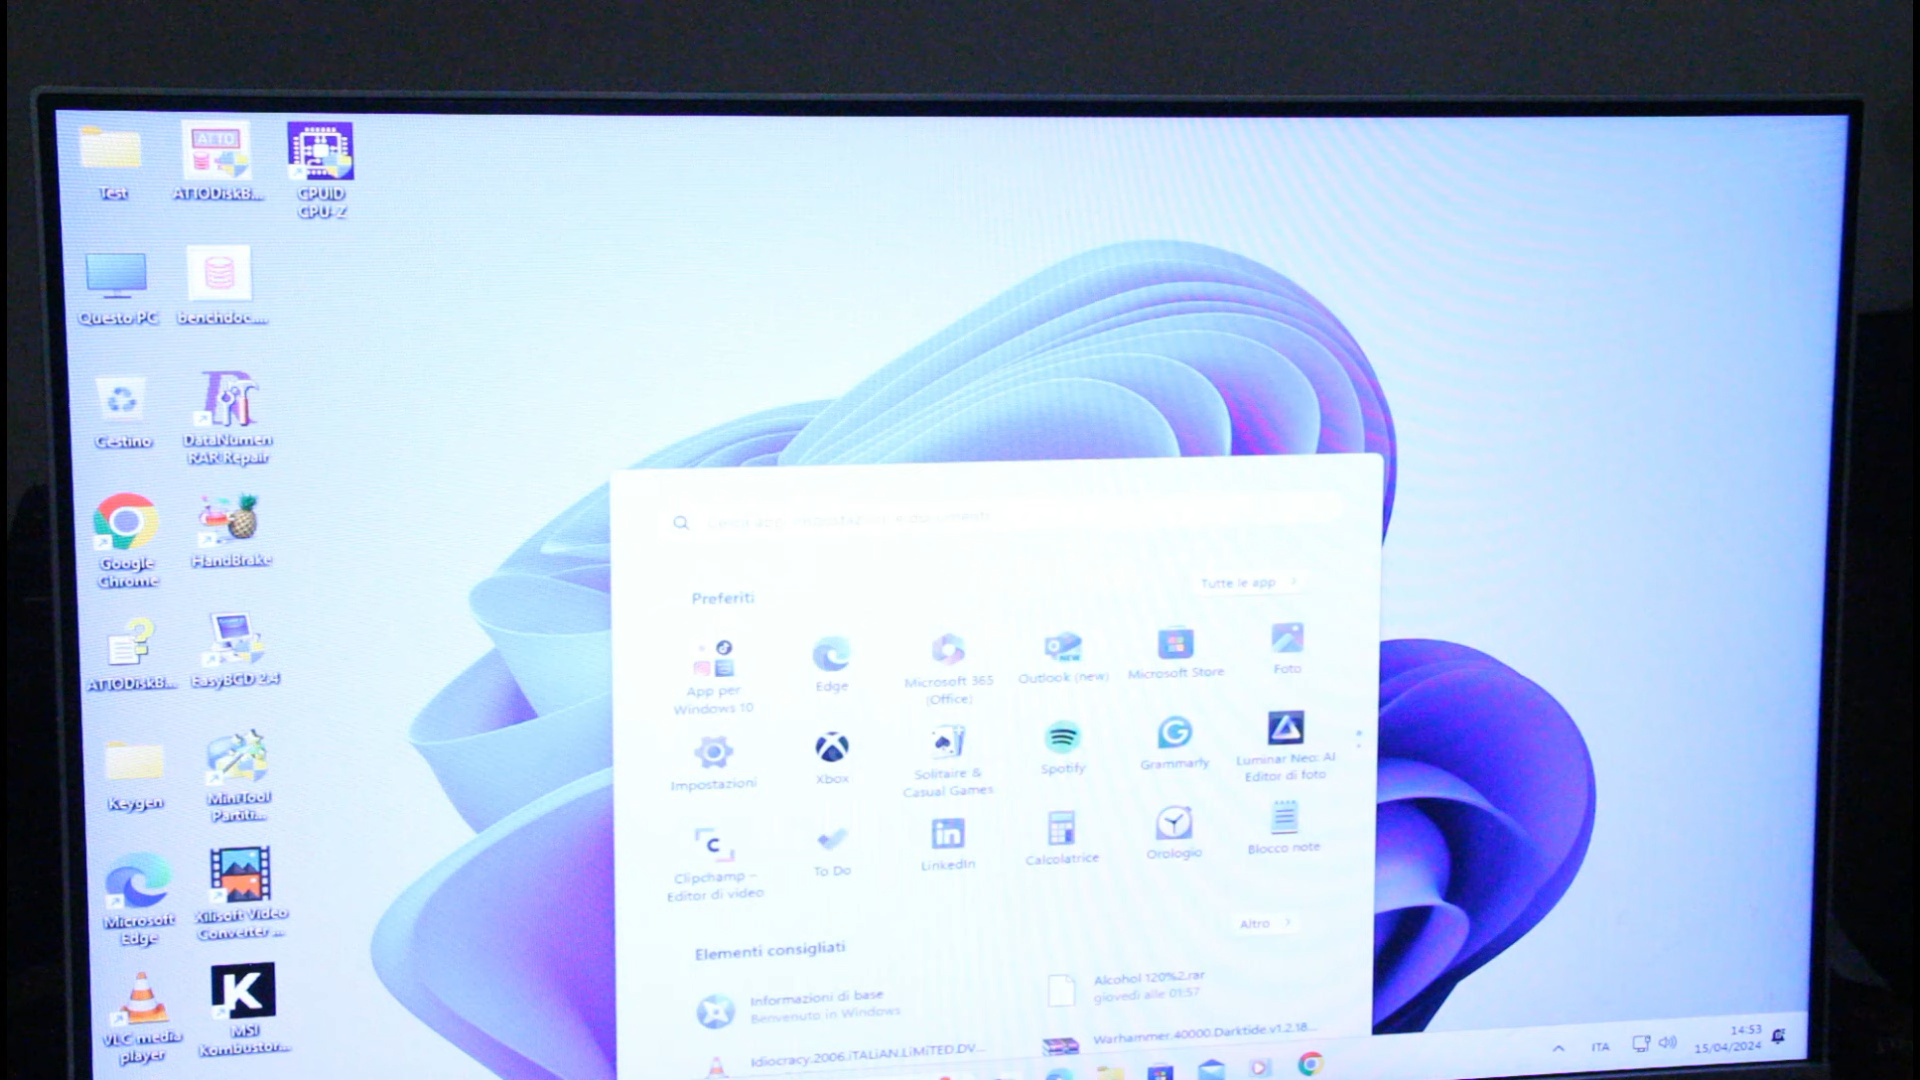 Test
ATTODiskB...
CPUID
CPU-Z
Questo PC
benchdoc....
Cestino
DataNumen
RAR Repair
Google
Chrome
HandBrake
ATTODiskB...
EasyBCD 2.4
Keygen
MiniTool
Partiti...
Microsoft
Edge
Xilisoft Video
Converter ...
VLC media
player
MSI
Kombustor...
Cerca app, impostazioni e documenti
Preferiti
Tutte le app
App per
Windows 10
Edge
Microsoft 365
(Office)
Outlook (new)
Microsoft Store
Foto
Impostazioni
Xbox
Solitaire &
Casual Games
Spotify
Grammarly
Luminar Neo: AI
Editor di foto
Clipchamp –
Editor di video
To Do
LinkedIn
Calcolatrice
Orologio
Blocco note
Elementi consigliati
Altro
Informazioni di base
Benvenuto in Windows
Alcohol 120%2.rar
giovedì alle 01:57
Idiocracy.2006.iTALiAN.LiMiTED.DV...
Warhammer.40000.Darktide.v1.2.18...
ITA
14:53
15/04/2024